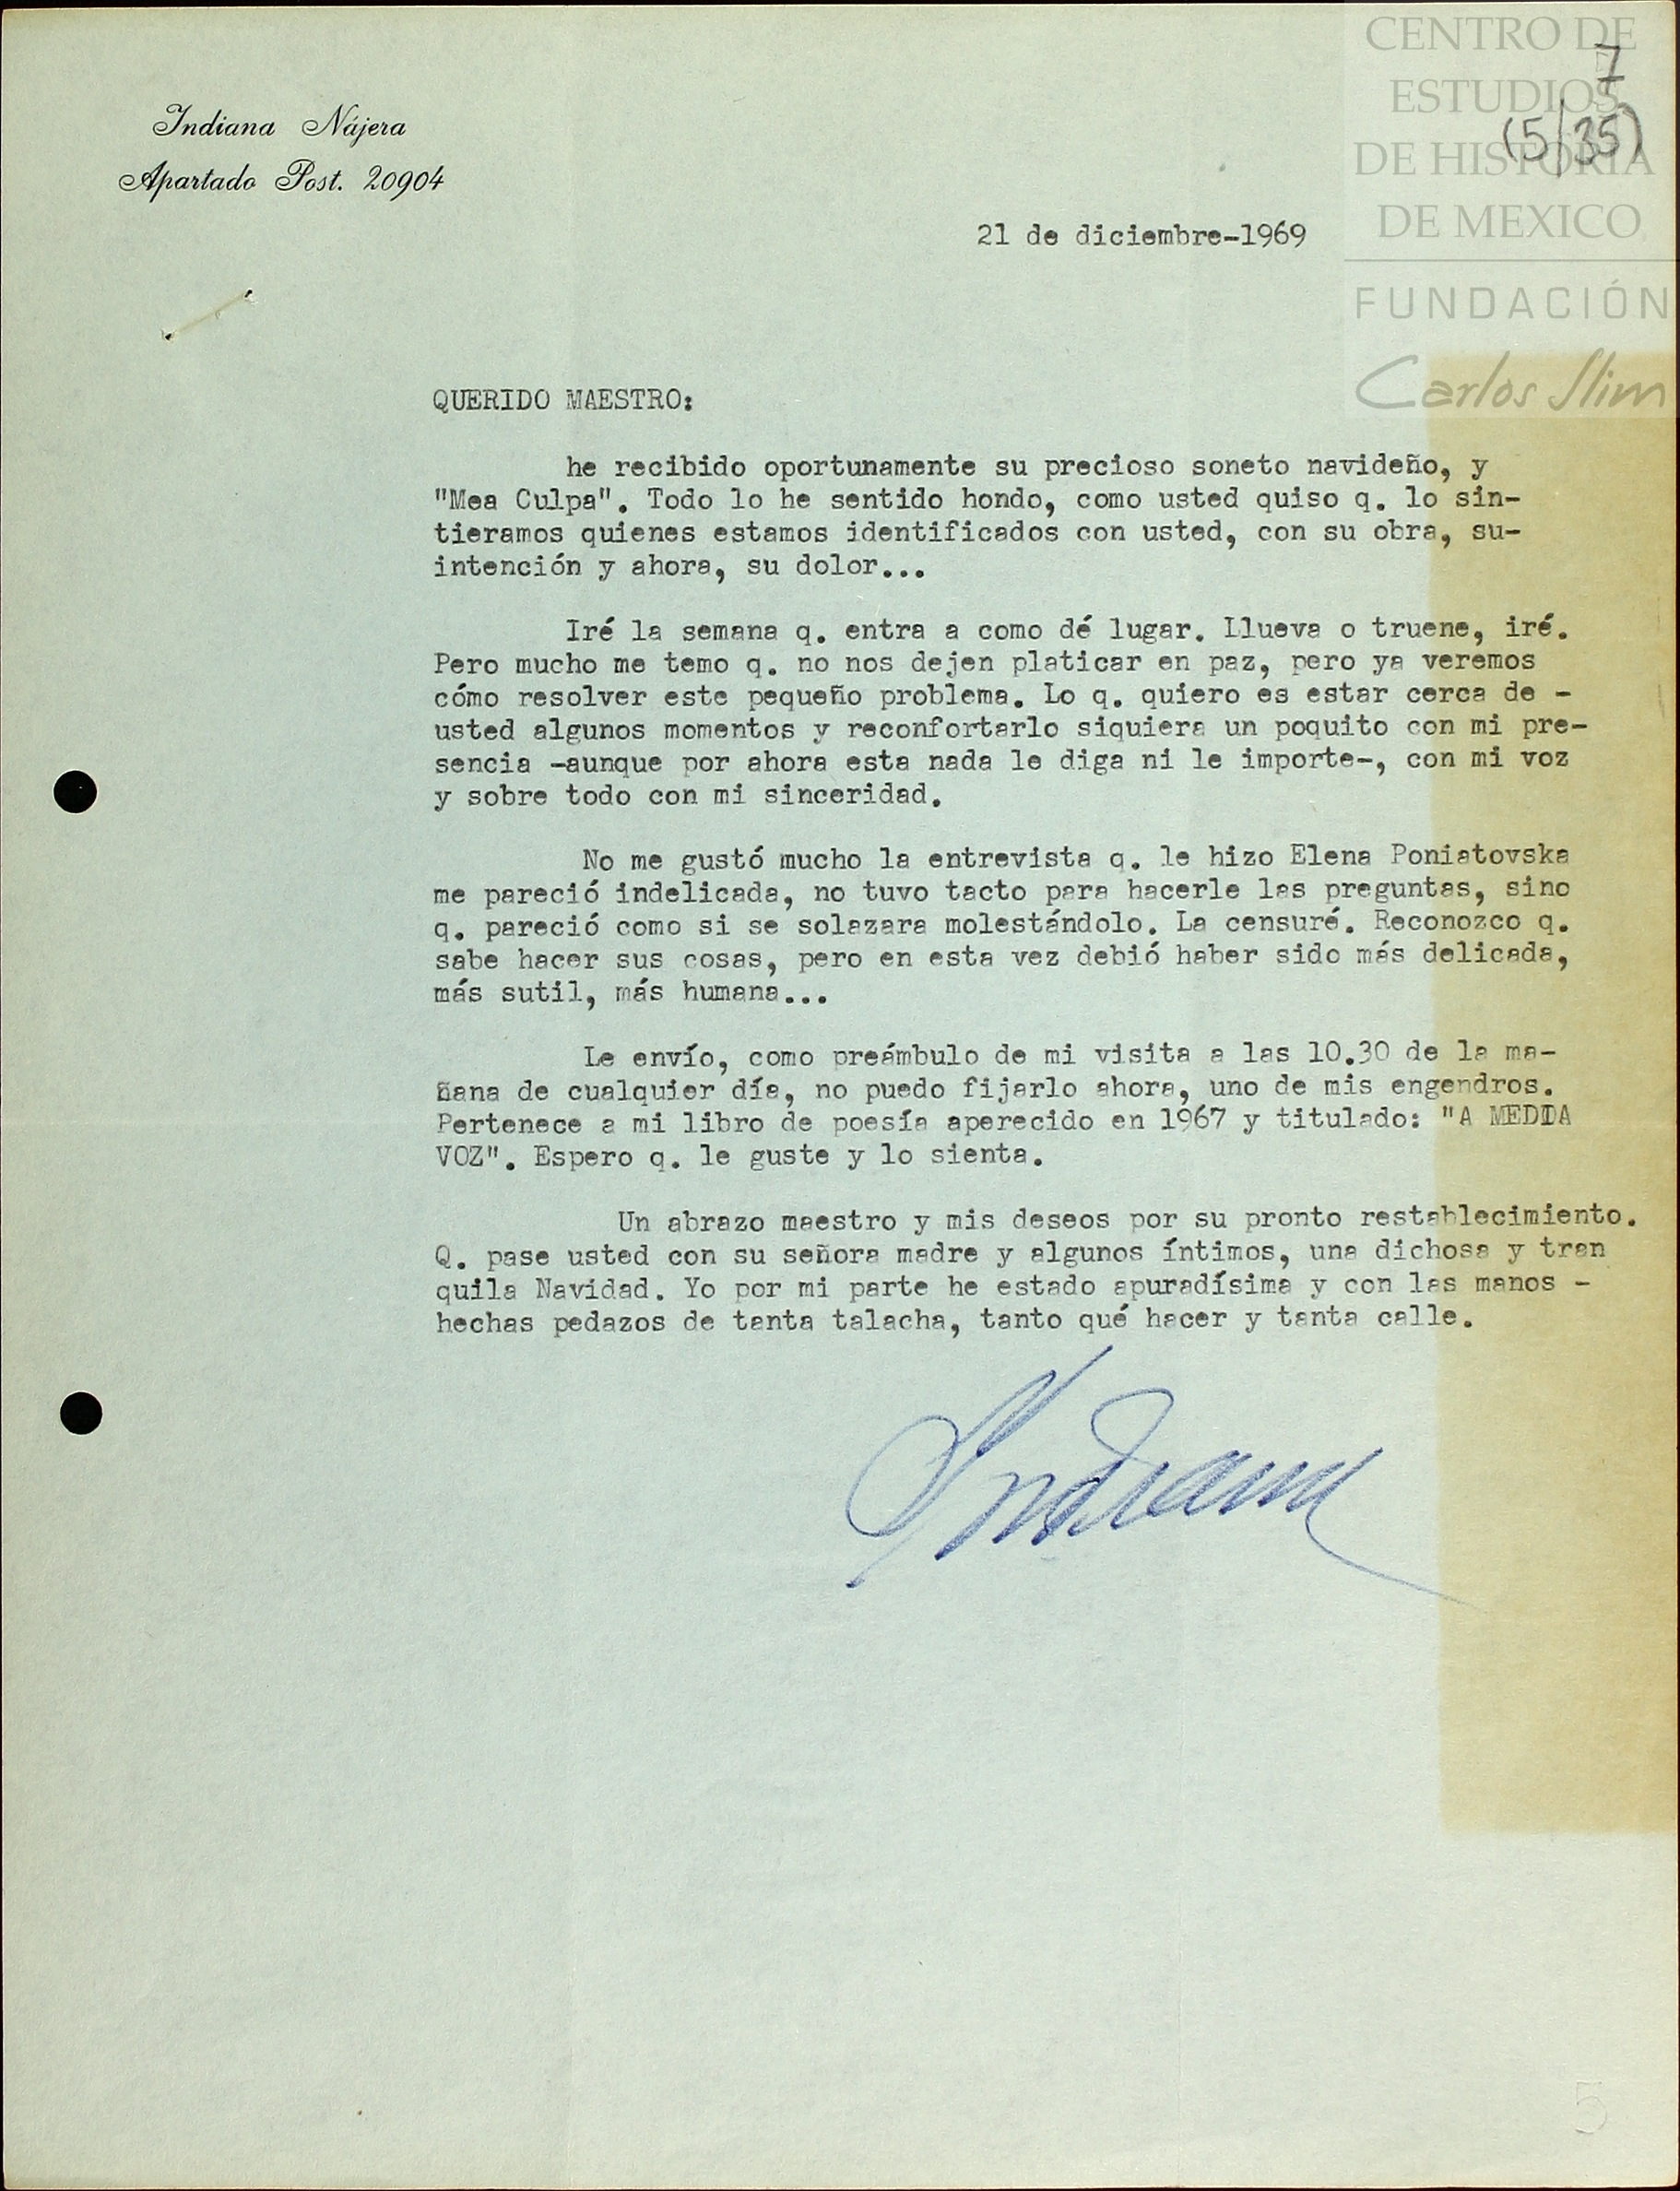 CENTRO DE
ESTUDIOS
DE HISTORIA
DE MEXICO
FUNDACIÓN
Carlos Slim
7
(5/35)
Indiana Nájera
Apartado Post. 20904
21 de diciembre-1969
QUERIDO MAESTRO:
he recibido oportunamente su precioso soneto navideño, y
"Mea Culpa". Todo lo he sentido hondo, como usted quiso q. lo sin-
tieramos quienes estamos identificados con usted, con su obra, su-
intención y ahora, su dolor...
Iré la semana q. entra a como dé lugar. Llueva o truene, iré.
Pero mucho me temo q. no nos dejen platicar en paz, pero ya veremos
cómo resolver este pequeño problema. Lo q. quiero es estar cerca de -
usted algunos momentos y reconfortarlo siquiera un poquito con mi pre-
sencia -aunque por ahora esta nada le diga ni le importe-, con mi voz
y sobre todo con mi sinceridad.
No me gustó mucho la entrevista q. le hizo Elena Poniatovska
me pareció indelicada, no tuvo tacto para hacerle las preguntas, sino
q. pareció como si se solazara molestándolo. La censuré. Reconozco q.
sabe hacer sus cosas, pero en esta vez debió haber sido más delicada,
más sutil, más humana...
Le envío, como preámbulo de mi visita a las 10.30 de la ma-
ñana de cualquier día, no puedo fijarlo ahora, uno de mis engendros.
Pertenece a mi libro de poesía aperecido en 1967 y titulado: "A MEDIA
VOZ". Espero q. le guste y lo sienta.
Un abrazo maestro y mis deseos por su pronto restablecimiento.
Q. pase usted con su señora madre y algunos íntimos, una dichosa y tran
quila Navidad. Yo por mi parte he estado apuradísima y con las manos -
hechas pedazos de tanta talacha, tanto qué hacer y tanta calle.
Indiana
5